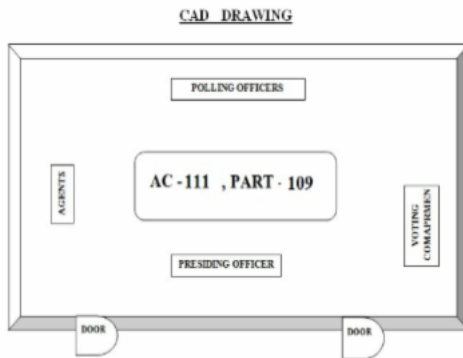 CAD DRAWING
POLLING OFFICERS
AC -111 , PART - 109
AGENTS
VOTING
COMAPRMEN
PRESIDING OFFICER
DOOR
DOOR